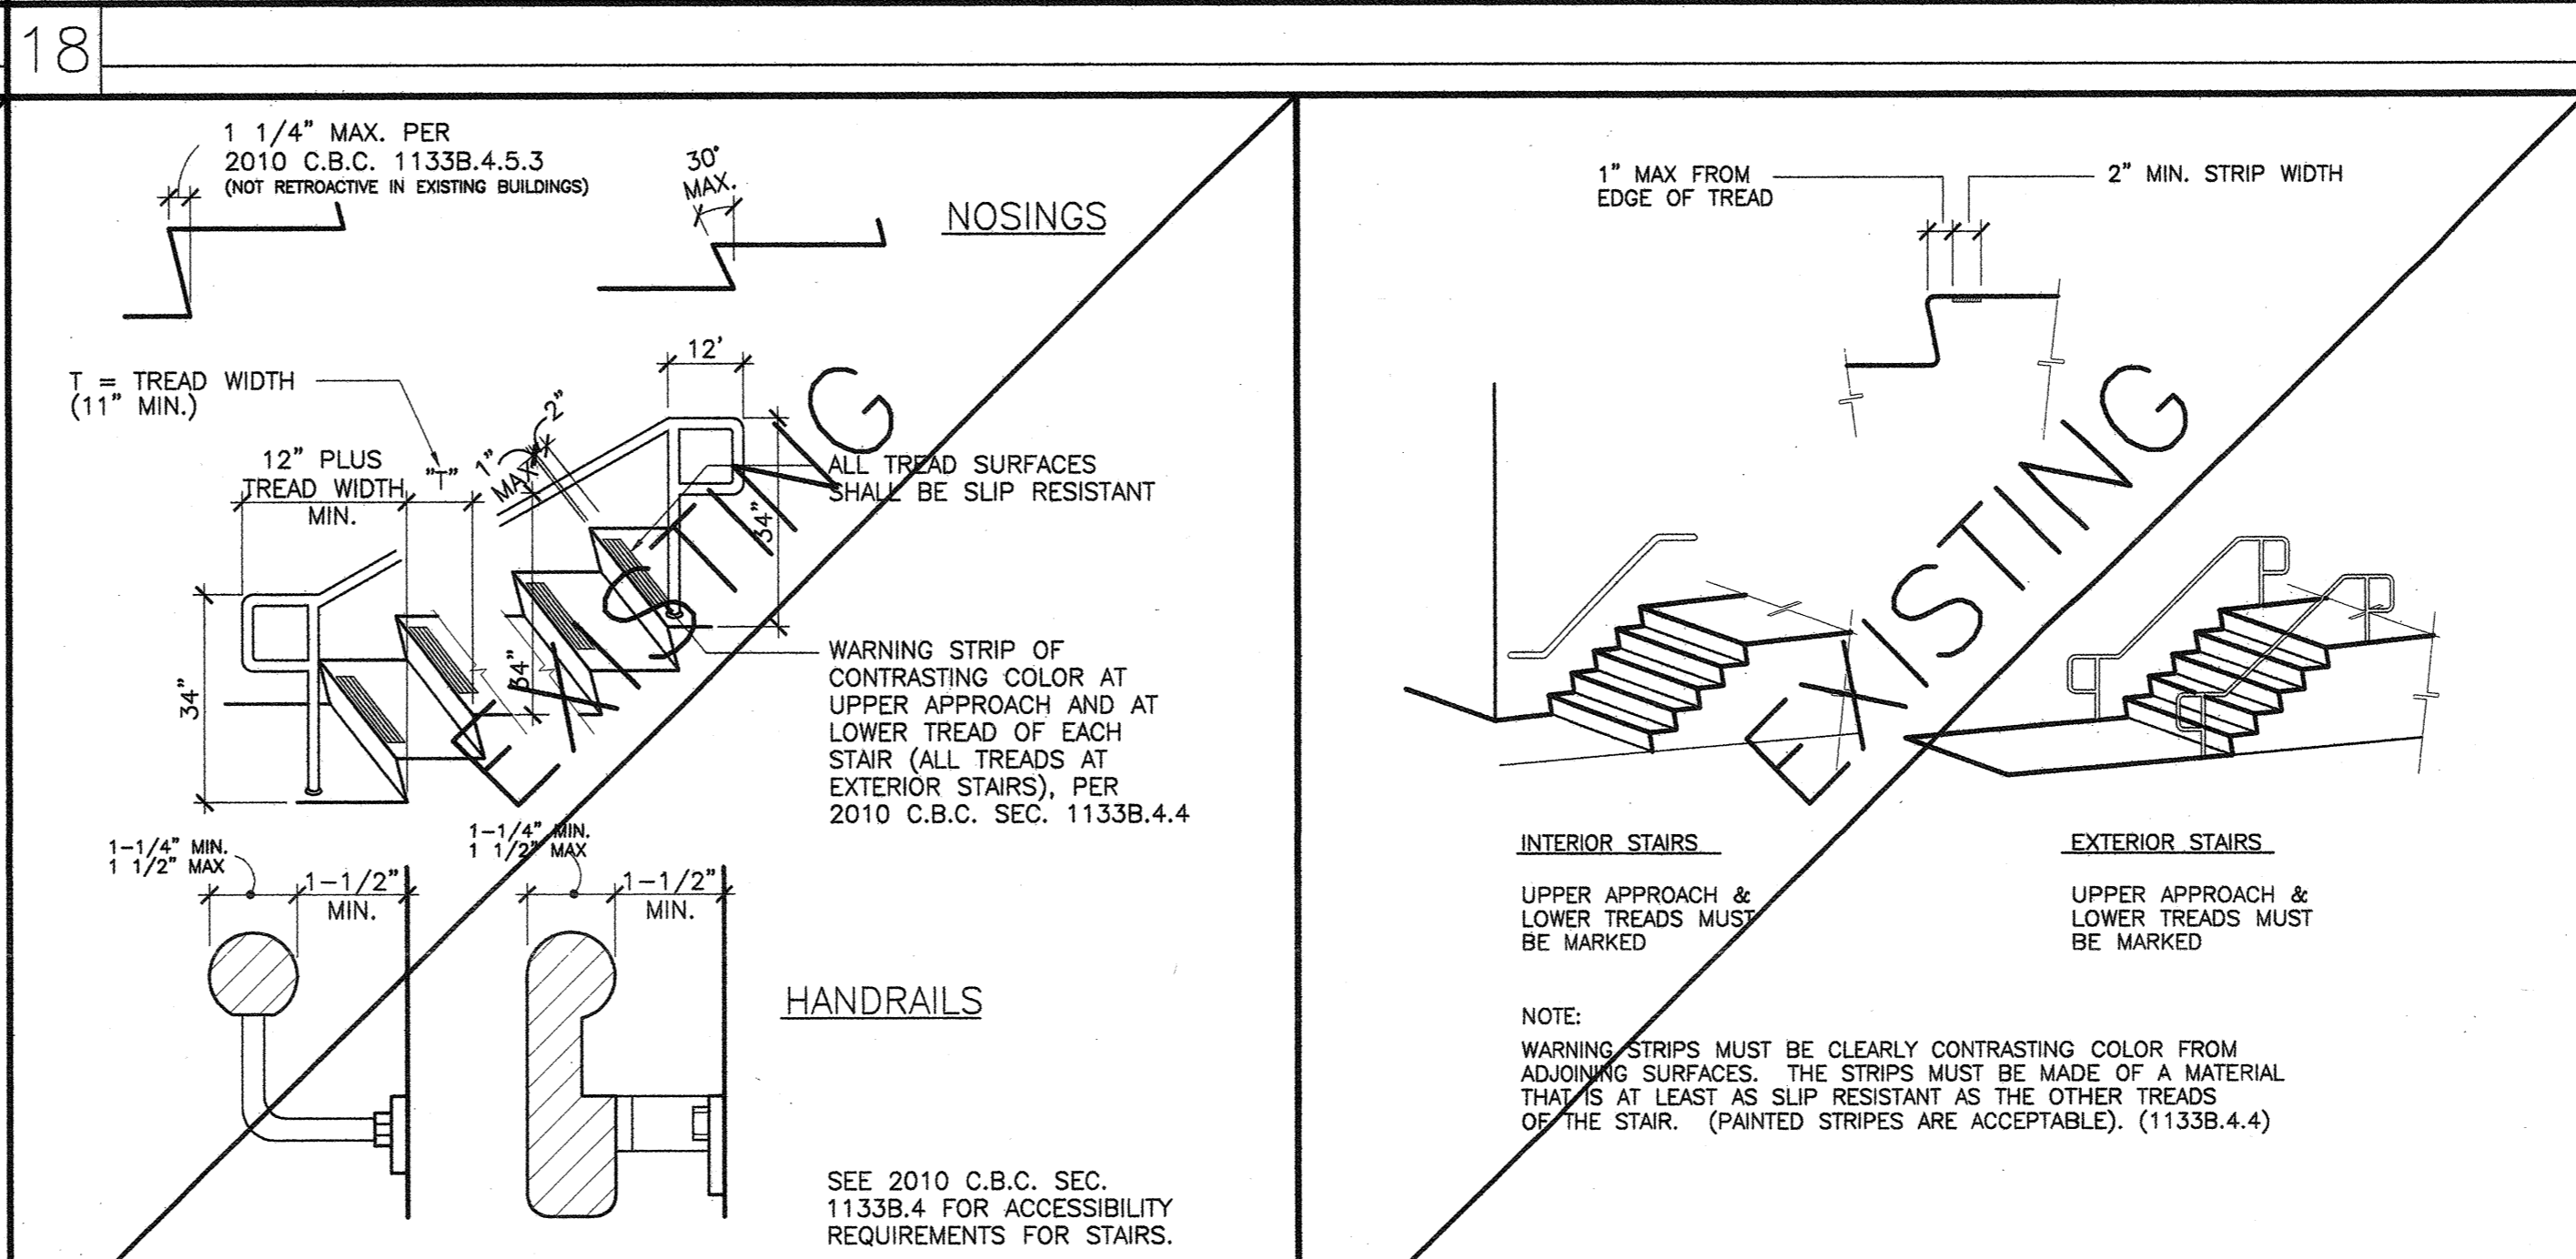 18
1 1/4" MAX. PER
2010 C.B.C. 1133B.4.5.3
(NOT RETROACTIVE IN EXISTING BUILDINGS)
30°
MAX.
NOSINGS
T = TREAD WIDTH
(11" MIN.)
12" PLUS
TREAD WIDTH
MIN.
"T"
1"
MAX
2"
12'
34"
34"
34"
ALL TREAD SURFACES
SHALL BE SLIP RESISTANT
WARNING STRIP OF
CONTRASTING COLOR AT
UPPER APPROACH AND AT
LOWER TREAD OF EACH
STAIR (ALL TREADS AT
EXTERIOR STAIRS), PER
2010 C.B.C. SEC. 1133B.4.4
EXISTING
1-1/4" MIN.
1 1/2" MAX
1-1/2"
MIN.
1-1/4" MIN.
1 1/2" MAX
1-1/2"
MIN.
HANDRAILS
SEE 2010 C.B.C. SEC.
1133B.4 FOR ACCESSIBILITY
REQUIREMENTS FOR STAIRS.
1" MAX FROM
EDGE OF TREAD
2" MIN. STRIP WIDTH
EXISTING
INTERIOR STAIRS
UPPER APPROACH &
LOWER TREADS MUST
BE MARKED
EXTERIOR STAIRS
UPPER APPROACH &
LOWER TREADS MUST
BE MARKED
NOTE:
WARNING STRIPS MUST BE CLEARLY CONTRASTING COLOR FROM
ADJOINING SURFACES. THE STRIPS MUST BE MADE OF A MATERIAL
THAT IS AT LEAST AS SLIP RESISTANT AS THE OTHER TREADS
OF THE STAIR. (PAINTED STRIPES ARE ACCEPTABLE). (1133B.4.4)